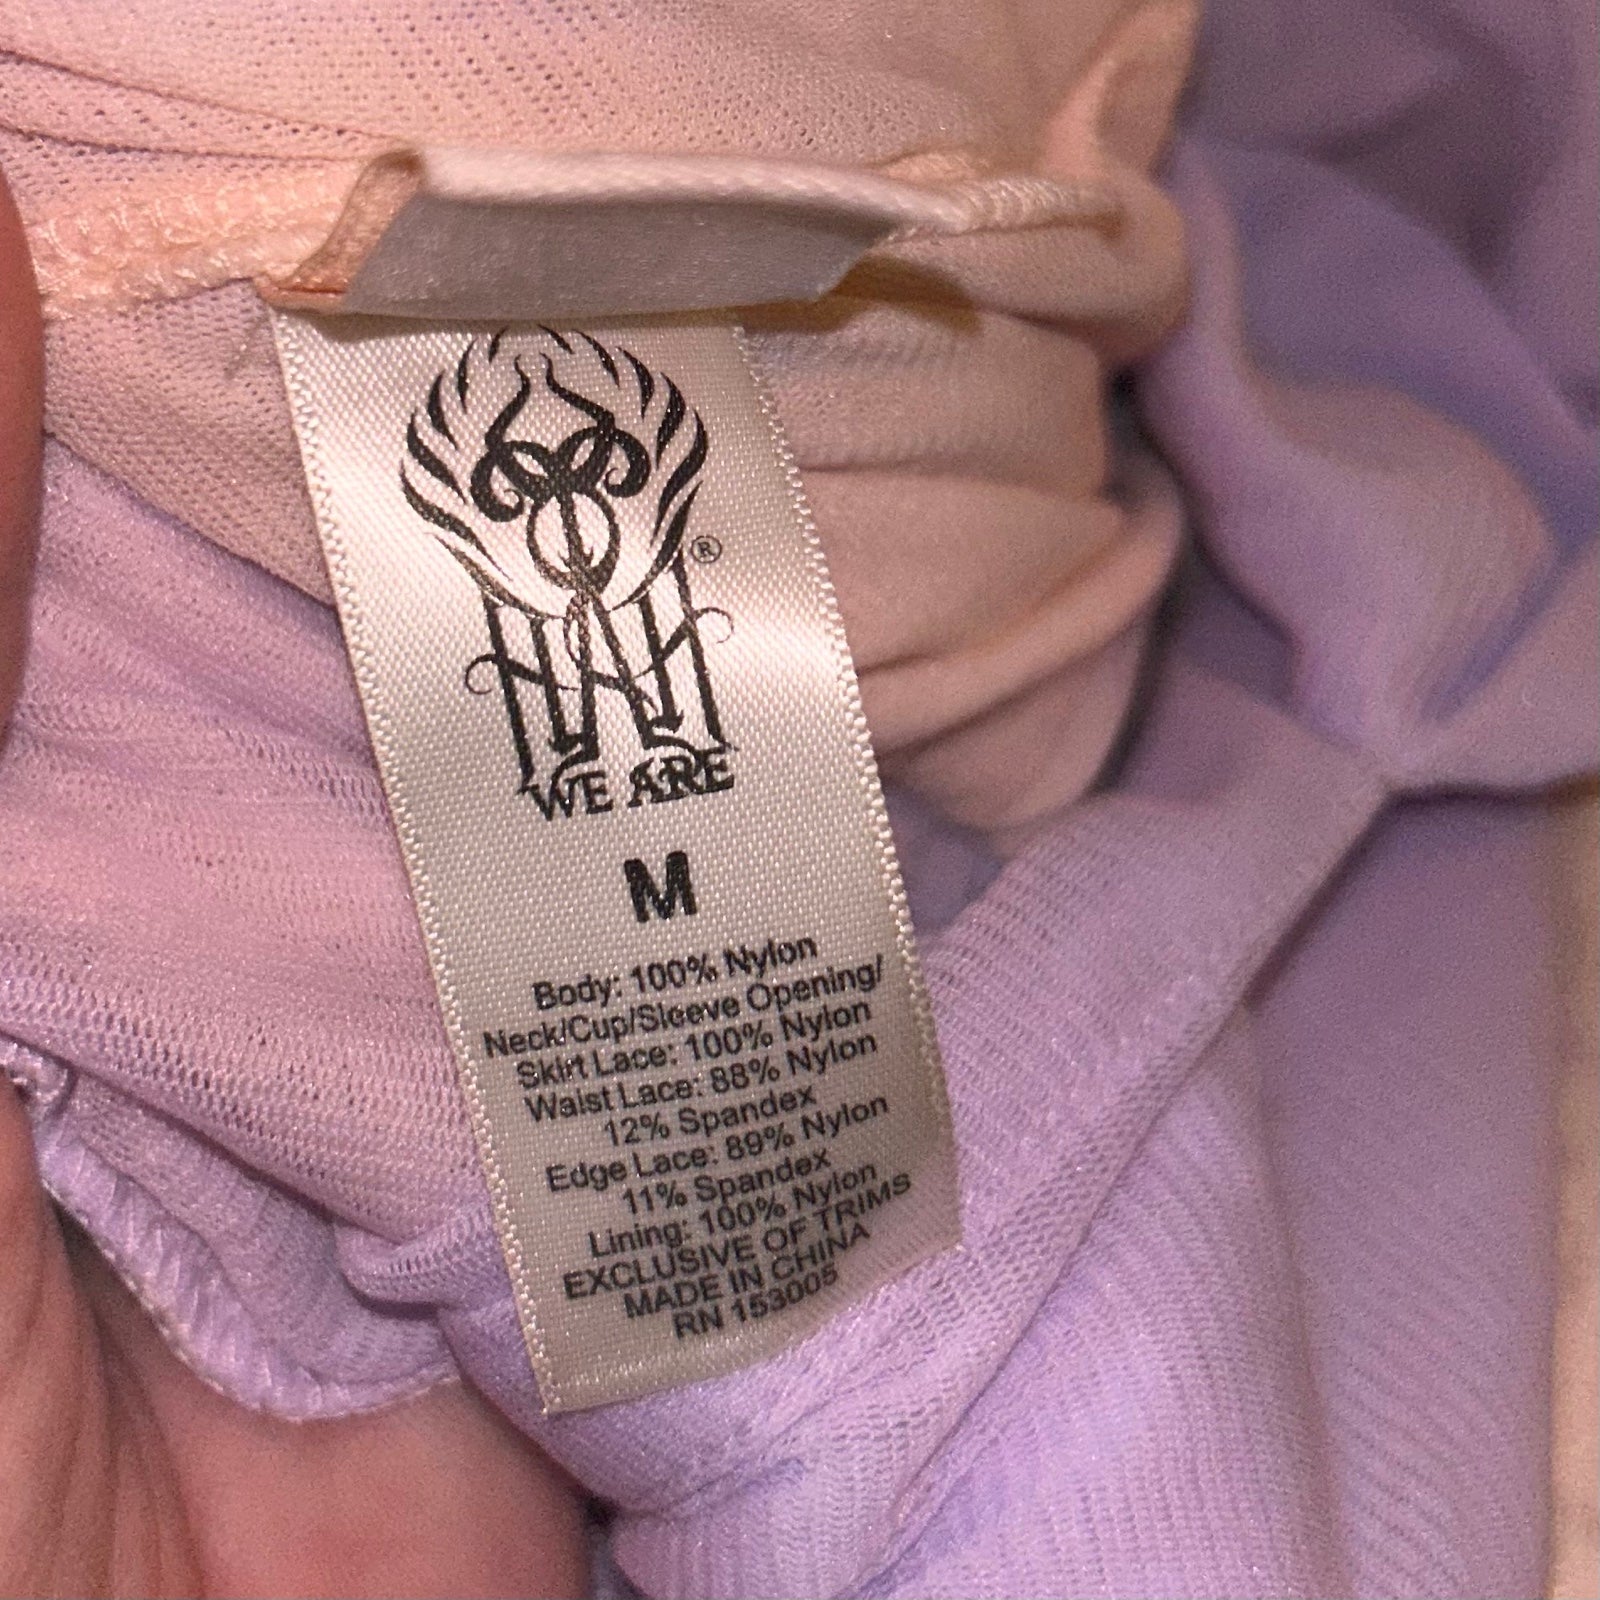 ®
HAH
WE ARE
M
Body: 100% Nylon
Neck/Cup/Sleeve Opening/
Skirt Lace: 100% Nylon
Waist Lace: 88% Nylon
12% Spandex
Edge Lace: 89% Nylon
11% Spandex
Lining: 100% Nylon
EXCLUSIVE OF TRIMS
MADE IN CHINA
RN 153005